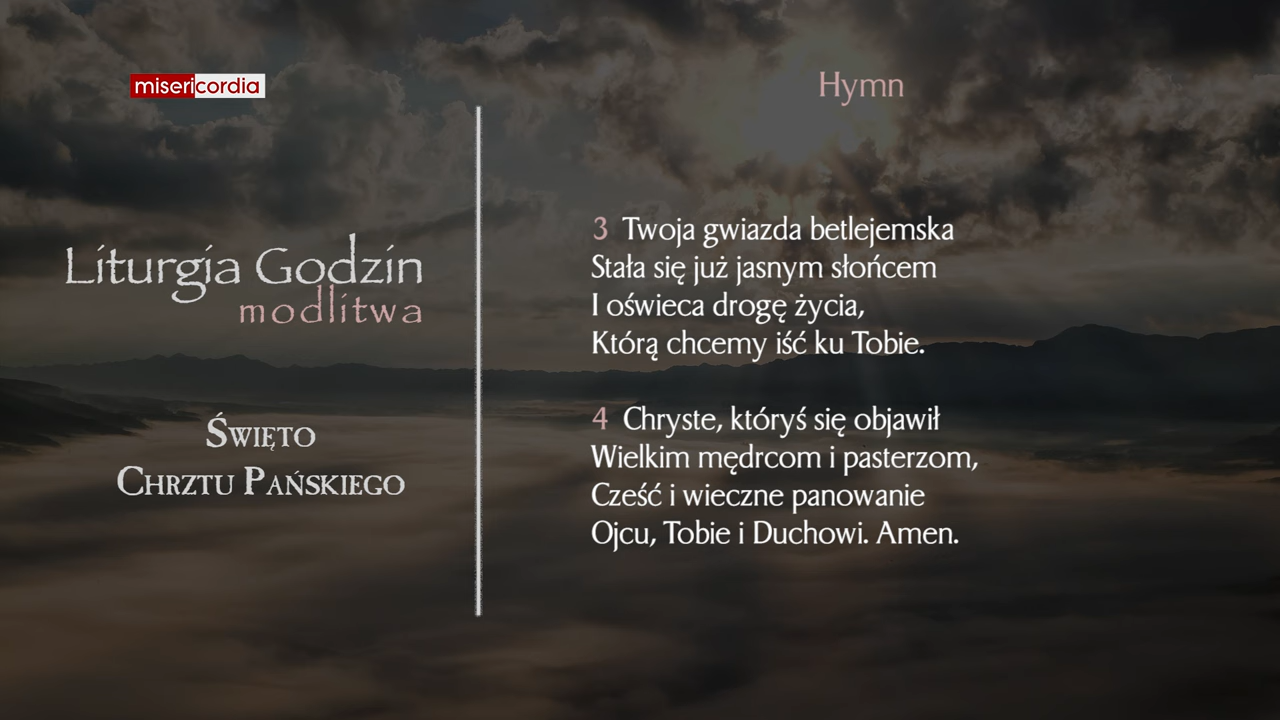 misericordia
Liturgia Godzin
modlitwa
Święto
Chrztu Pańskiego
Hymn
3 Twoja gwiazda betlejemska
Stała się już jasnym słońcem
I oświeca drogę życia,
Którą chcemy iść ku Tobie.
4 Chryste, któryś się objawił
Wielkim mędrcom i pasterzom,
Cześć i wieczne panowanie
Ojcu, Tobie i Duchowi. Amen.